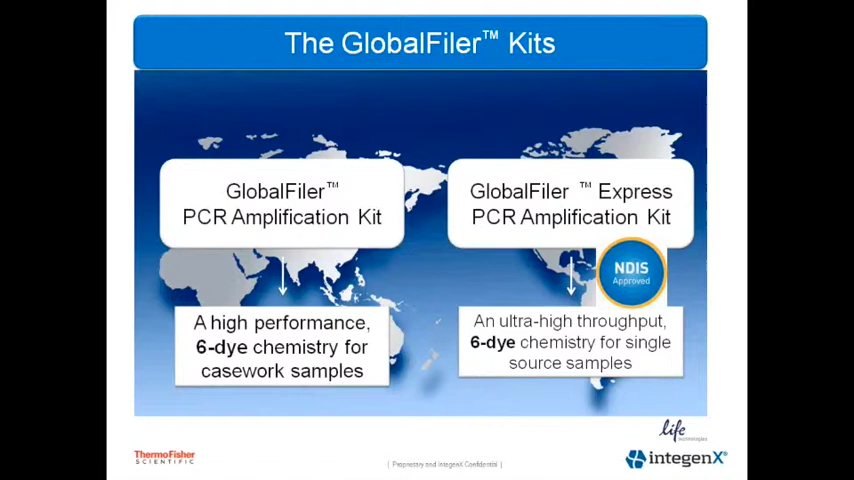 The GlobalFiler™ Kits
GlobalFiler™
PCR Amplification Kit
GlobalFiler ™ Express
PCR Amplification Kit
NDIS
Approved
A high performance,
6-dye chemistry for
casework samples
An ultra-high throughput,
6-dye chemistry for single
source samples
life
technologies
ThermoFisher
SCIENTIFIC
| Proprietary and IntegenX Confidential |
integenX®